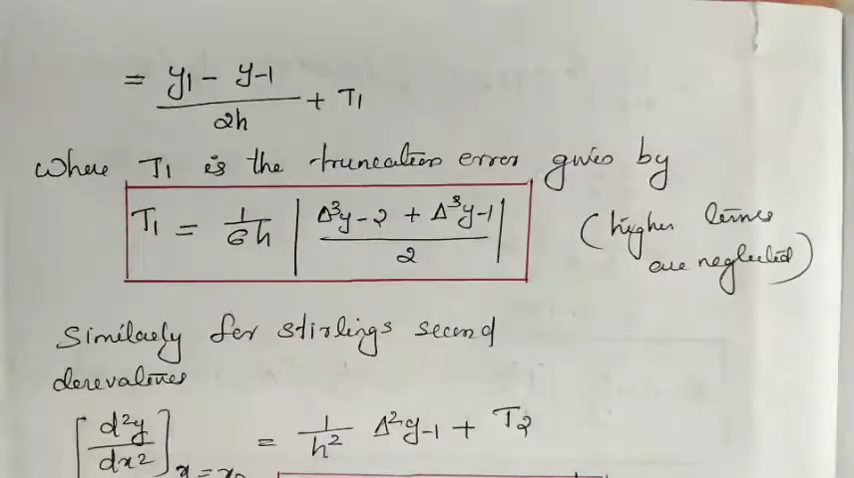 = y1 - y-1 / 2h + T1
where T1 is the truncation error given by
T1 = 1/6h | Δ³y-2 + Δ³y-1 / 2 | (higher terms
are neglected)
Similarly for stirlings second
derevatives
[d²y/dx²] x = x0 = 1/h² Δ²y-1 + T2